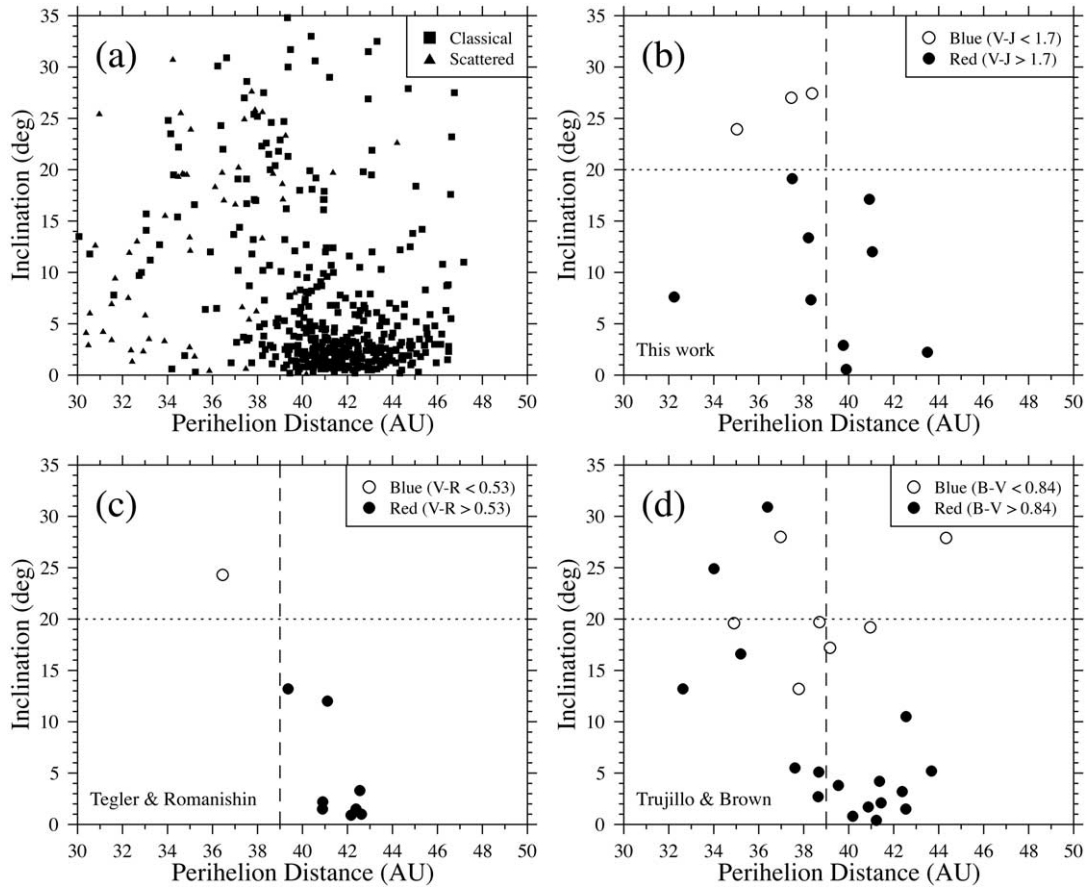 (a)
Classical
Scattered
35
30
25
20
15
10
5
0
Inclination (deg)
30 32 34 36 38 40 42 44 46 48 50
Perihelion Distance (AU)
(b)
Blue (V-J < 1.7)
Red (V-J > 1.7)
35
30
25
20
15
10
5
0
Inclination (deg)
This work
30 32 34 36 38 40 42 44 46 48 50
Perihelion Distance (AU)
(c)
Blue (V-R < 0.53)
Red (V-R > 0.53)
35
30
25
20
15
10
5
0
Inclination (deg)
Tegler & Romanishin
30 32 34 36 38 40 42 44 46 48 50
Perihelion Distance (AU)
(d)
Blue (B-V < 0.84)
Red (B-V > 0.84)
35
30
25
20
15
10
5
0
Inclination (deg)
Trujillo & Brown
30 32 34 36 38 40 42 44 46 48 50
Perihelion Distance (AU)